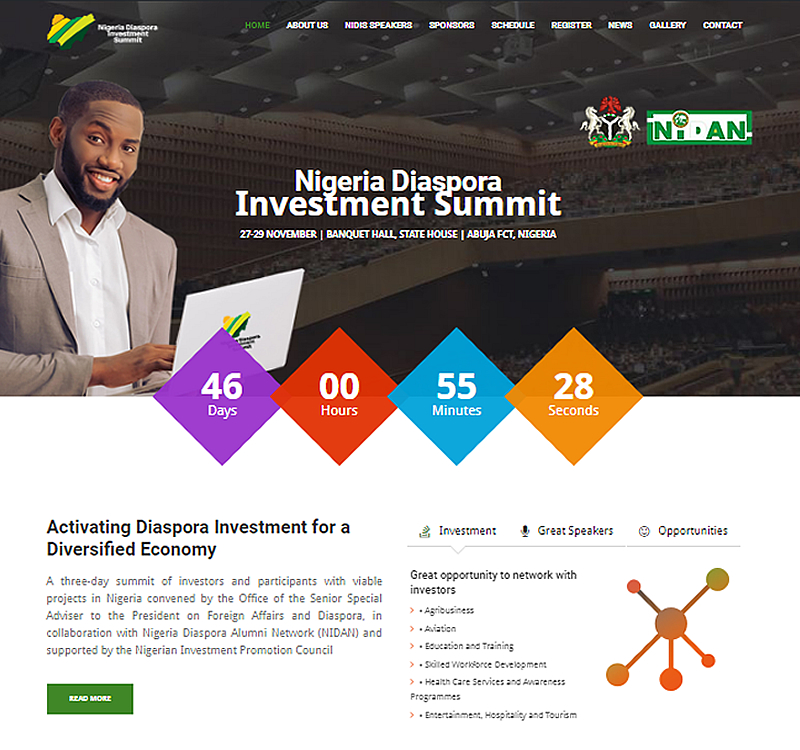 Nigeria Diaspora
Investment
Summit
HOME
ABOUT US
NIDIS SPEAKERS
SPONSORS
SCHEDULE
REGISTER
NEWS
GALLERY
CONTACT
NiDAN
Nigeria Diaspora
Investment Summit
27-29 NOVEMBER | BANQUET HALL, STATE HOUSE | ABUJA FCT, NIGERIA
46
Days
00
Hours
55
Minutes
28
Seconds
Activating Diaspora Investment for a
Diversified Economy
A three-day summit of investors and participants with viable
projects in Nigeria convened by the Office of the Senior Special
Adviser to the President on Foreign Affairs and Diaspora, in
collaboration with Nigeria Diaspora Alumni Network (NIDAN) and
supported by the Nigerian Investment Promotion Council
READ MORE
Investment
Great Speakers
Opportunities
Great opportunity to network with
investors
• Agribusiness
• Aviation
• Education and Training
• Skilled Workforce Development
• Health Care Services and Awareness
Programmes
• Entertainment, Hospitality and Tourism